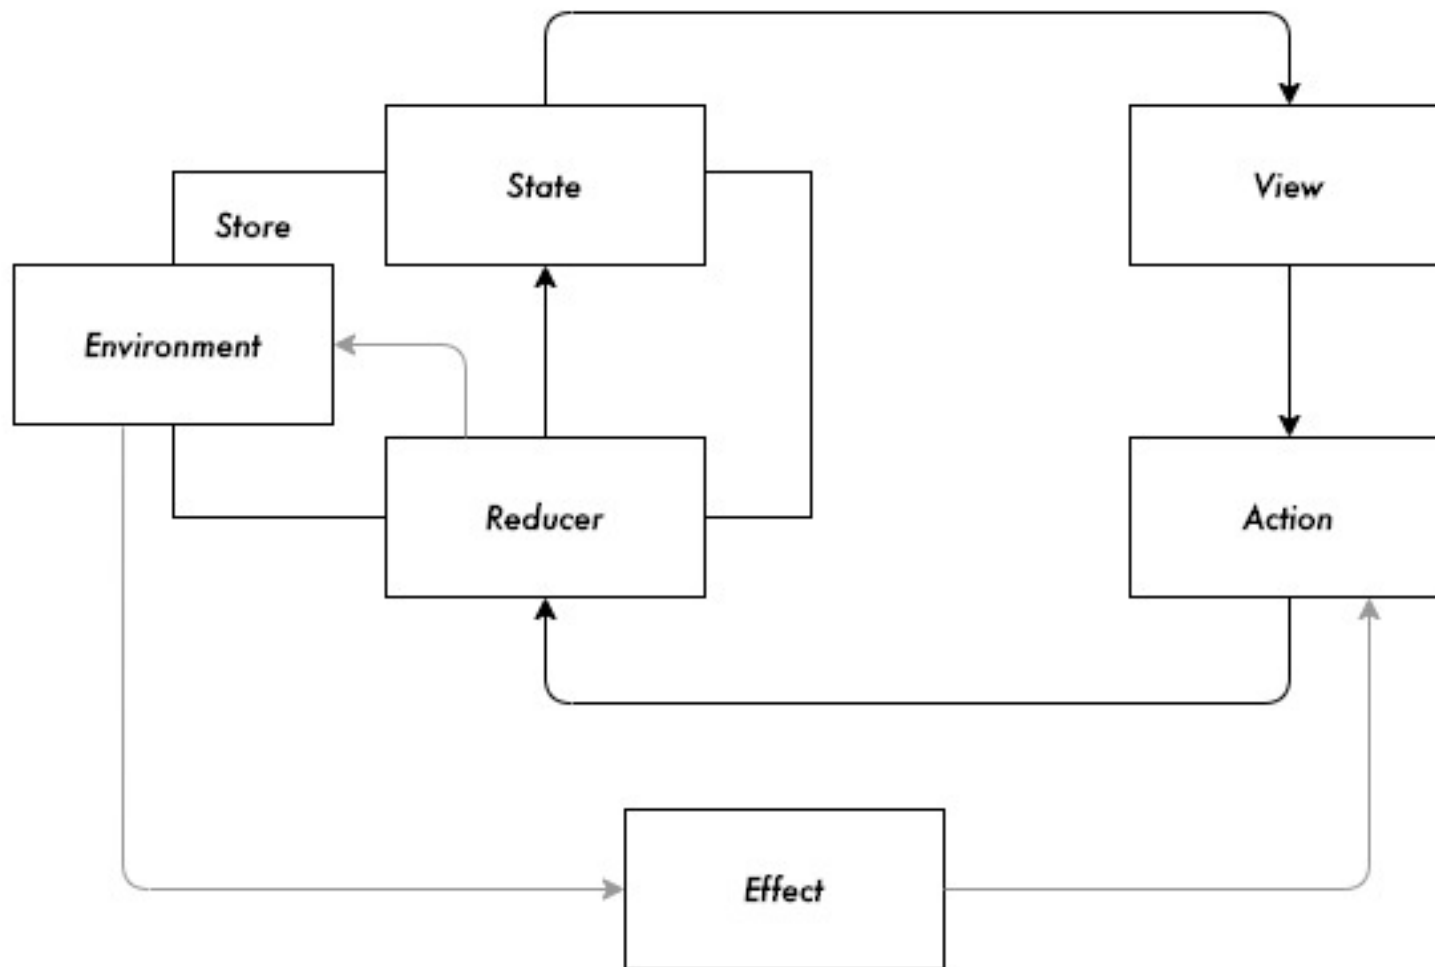 State
View
Store
Environment
Reducer
Action
Effect